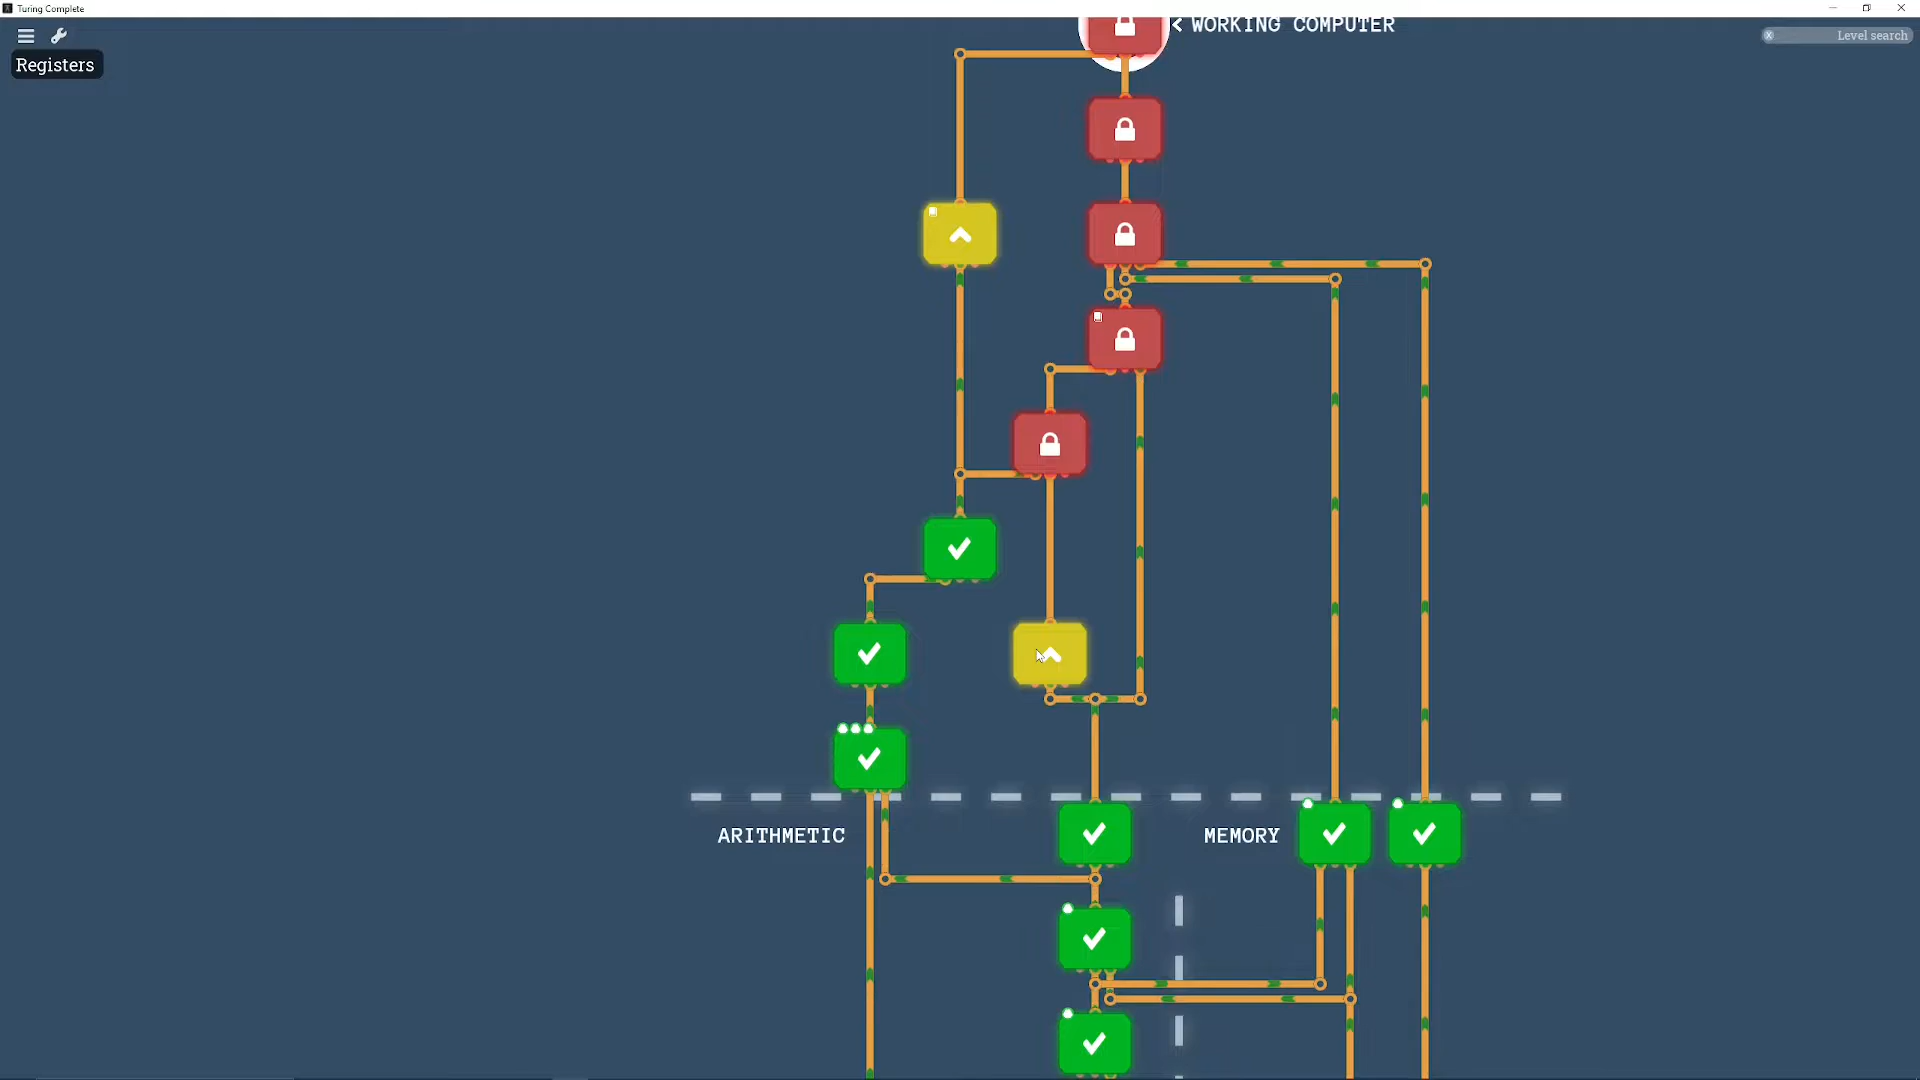 Turing Complete
< WORKING COMPUTER
Level search
Registers
ARITHMETIC
MEMORY